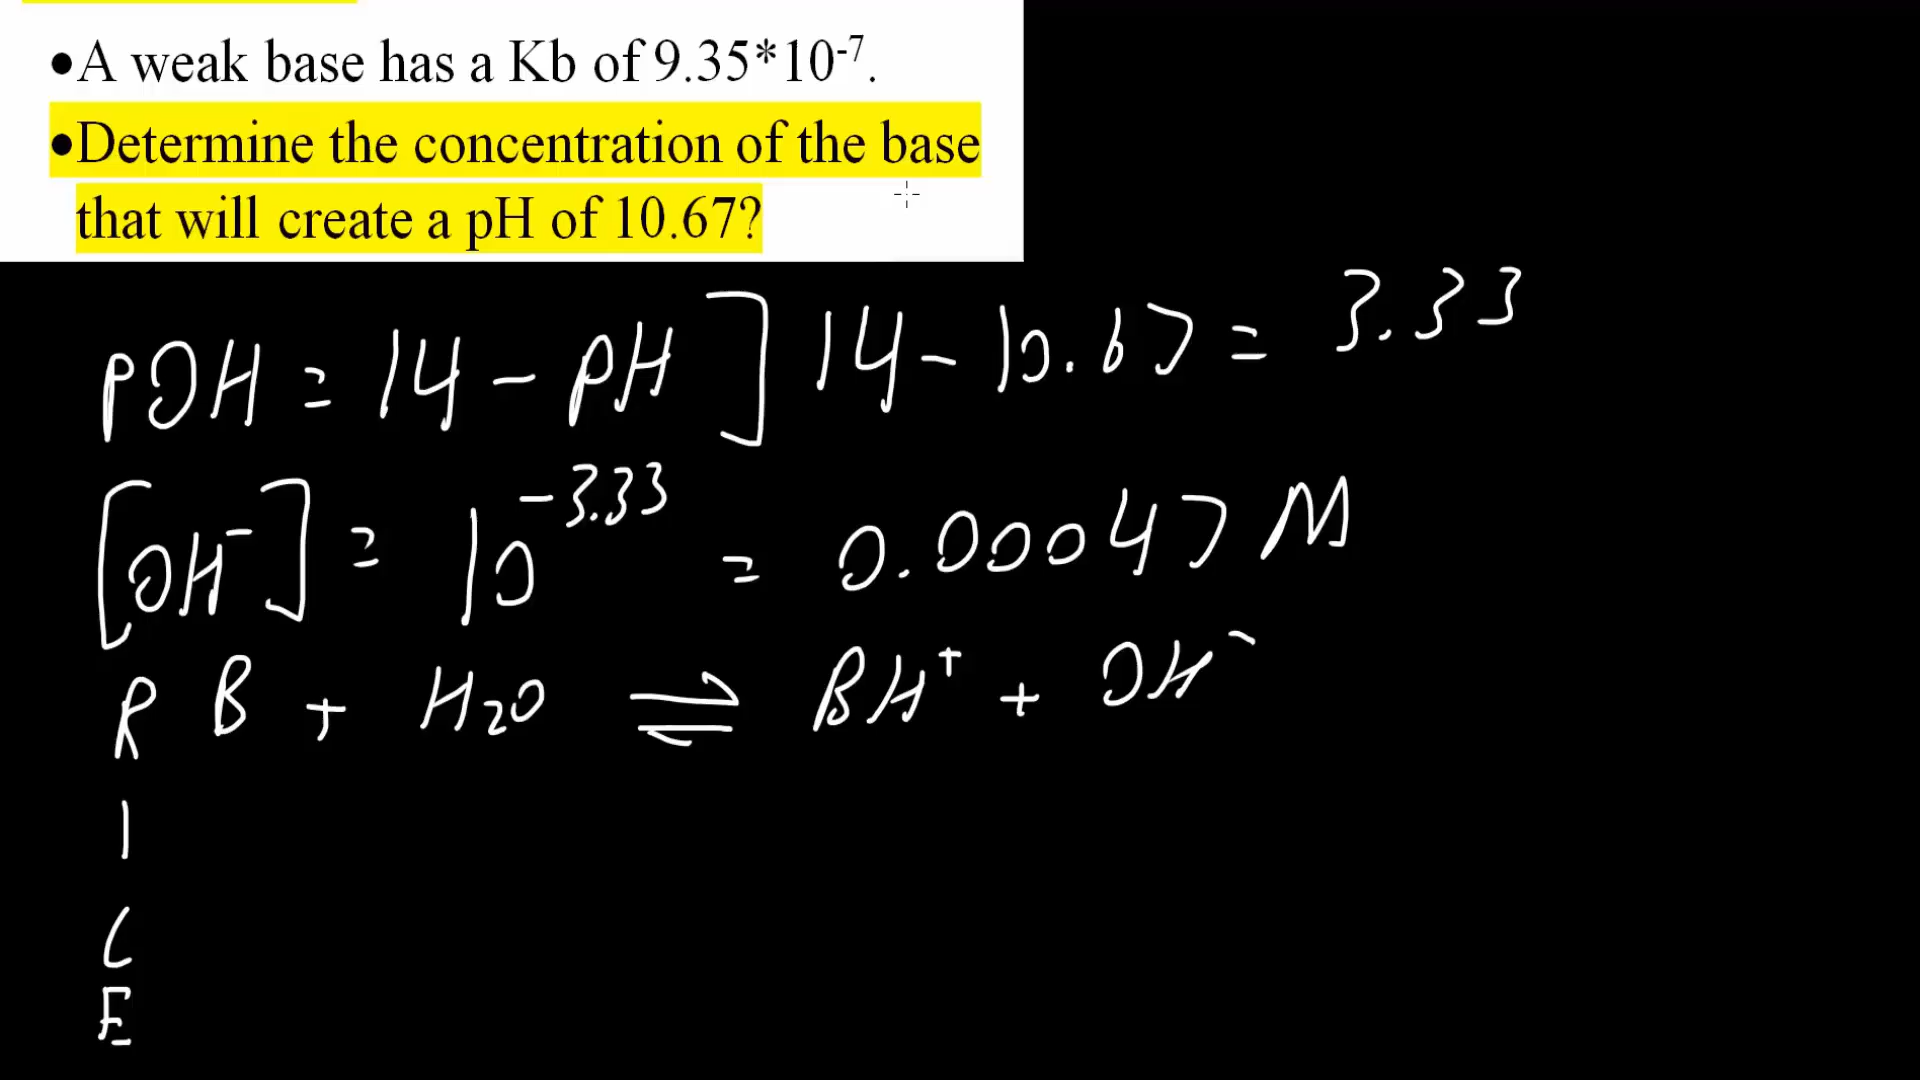 •A weak base has a Kb of 9.35*10⁻⁷.
•Determine the concentration of the base
that will create a pH of 10.67?
POH = 14 - PH ] 14 - 10.67 = 3.33
[OH⁻] = 10⁻³·³³ = 0.00047 M
R B + H₂O ⇌ BH⁺ + OH⁻
I
C
E